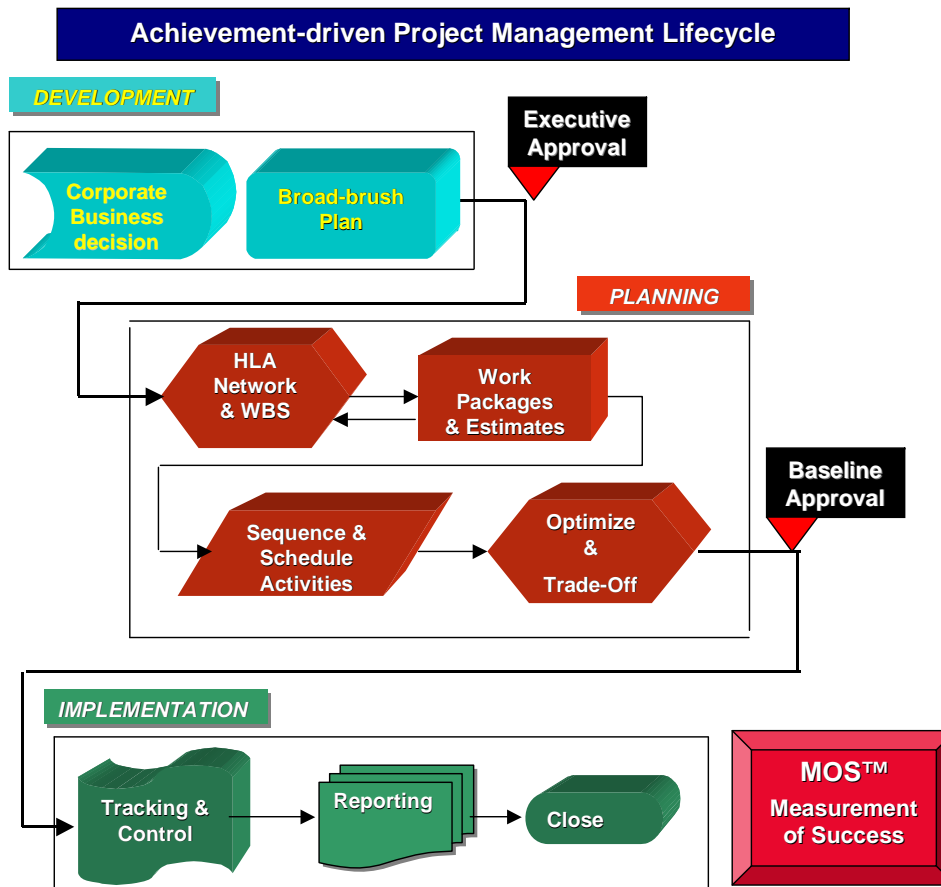 Achievement-driven Project Management Lifecycle
DEVELOPMENT
Executive
Approval
Corporate
Business
decision
Broad-brush
Plan
PLANNING
HLA
Network
& WBS
Work
Packages
& Estimates
Baseline
Approval
Sequence &
Schedule
Activities
Optimize
&
Trade-Off
IMPLEMENTATION
Tracking &
Control
Reporting
Close
MOS™
Measurement
of Success